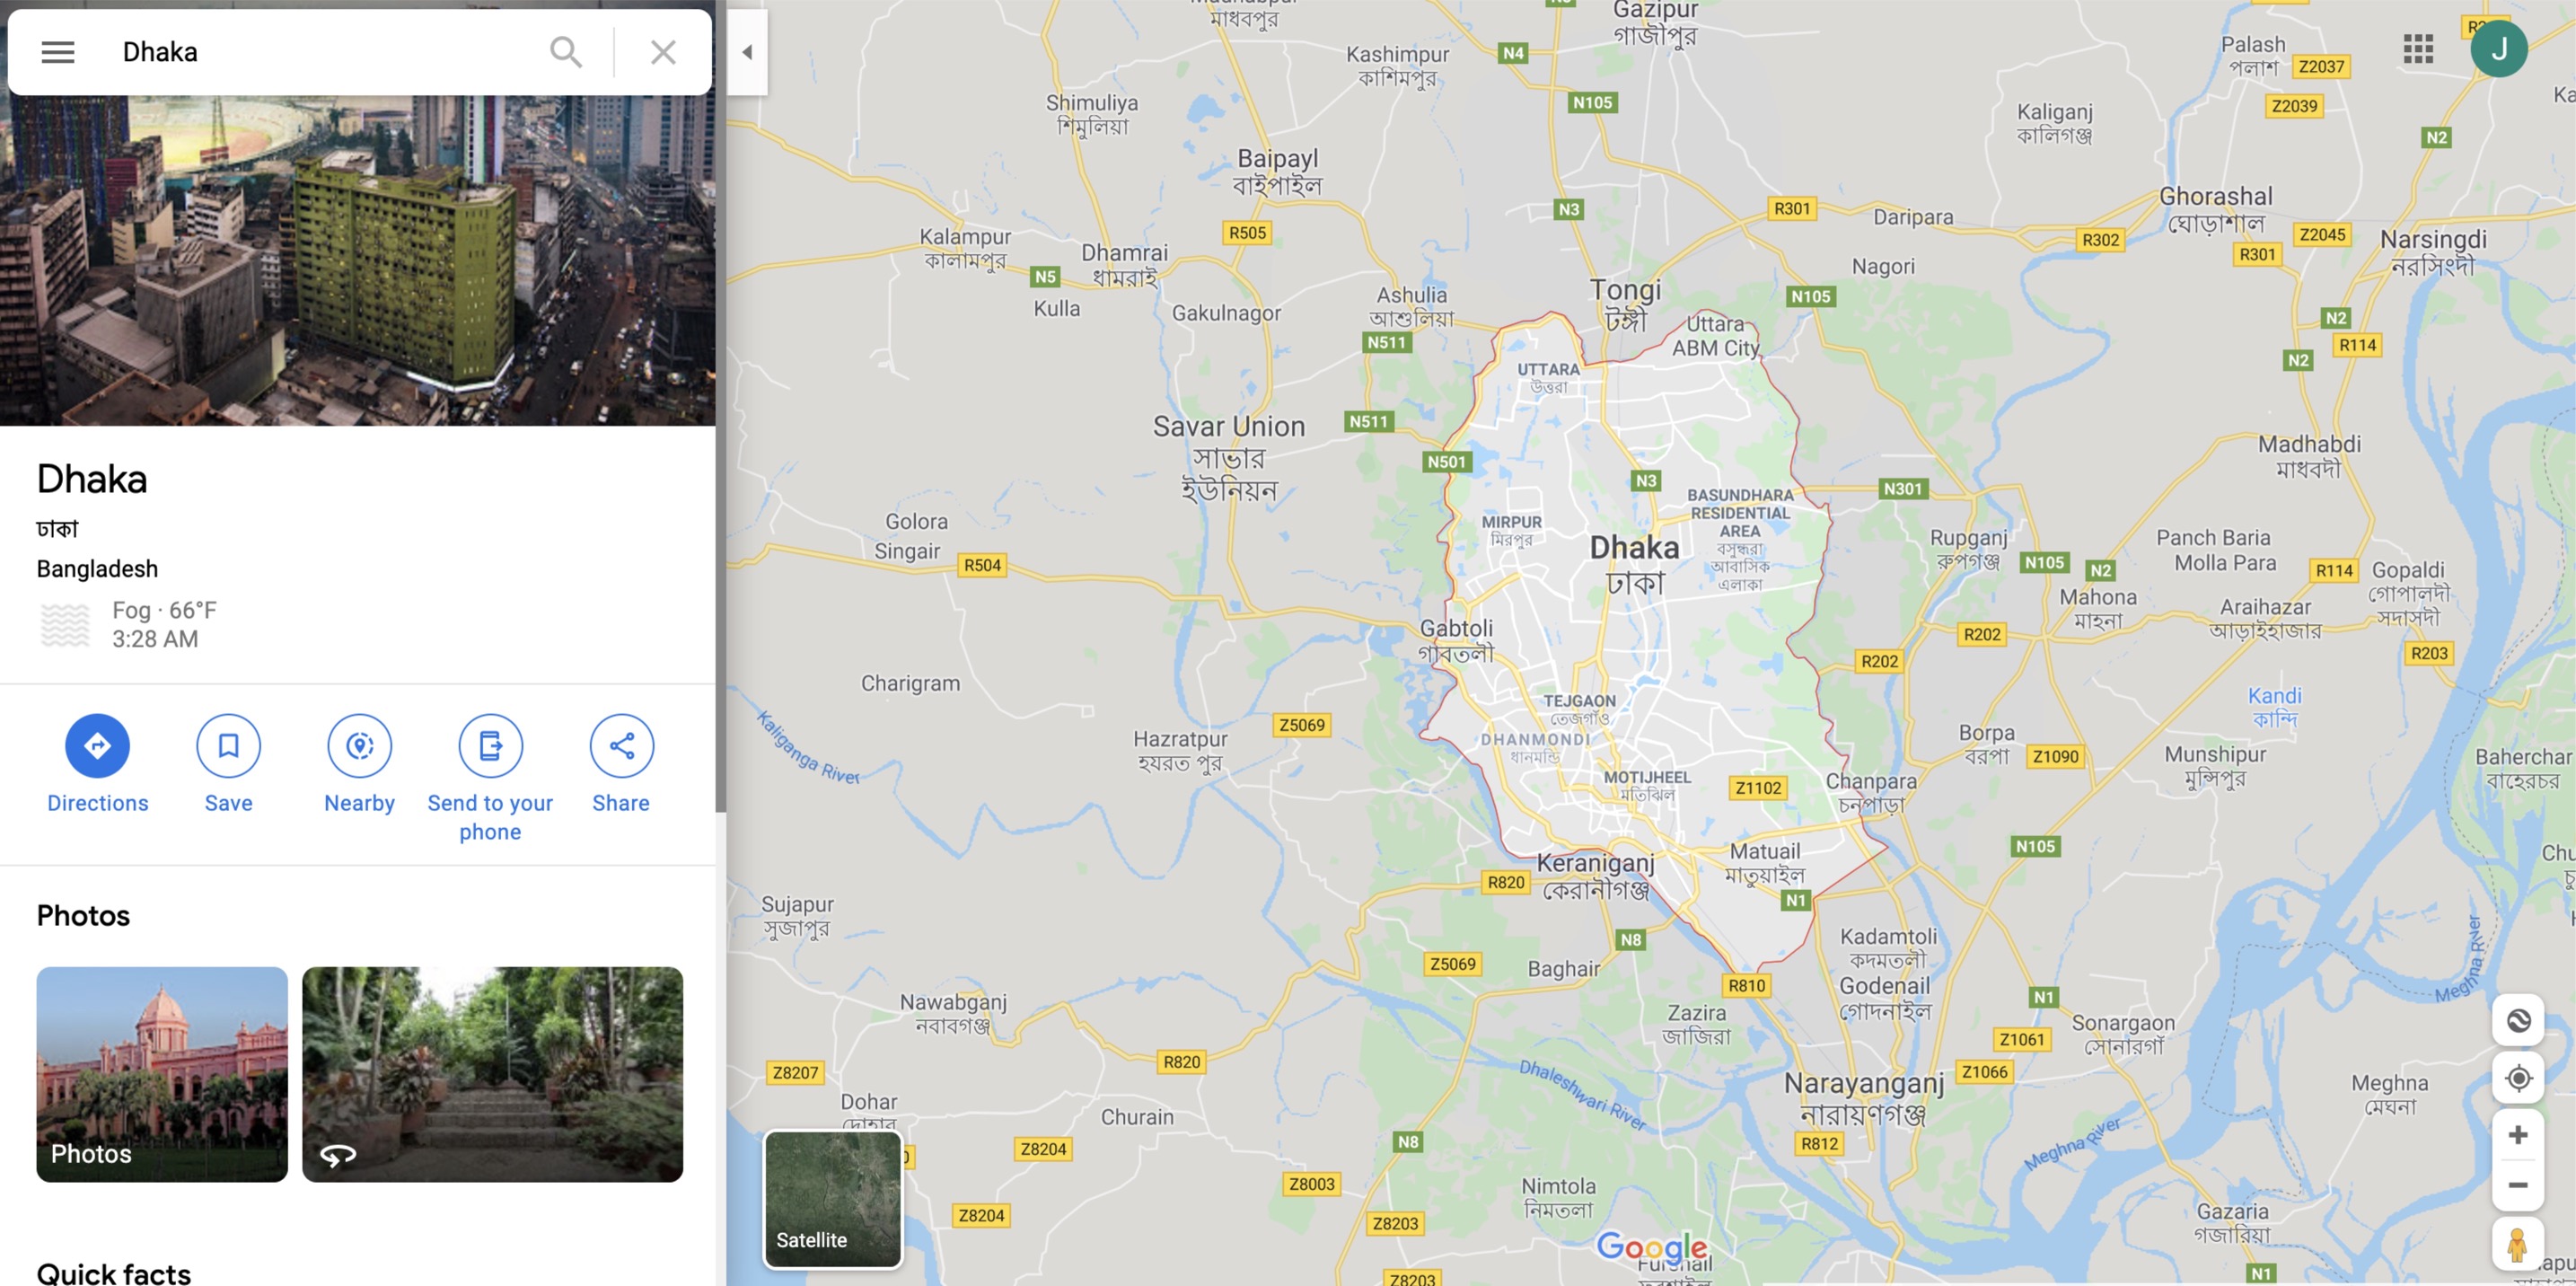 Dhaka
Dhaka
ঢাকা
Bangladesh
Fog · 66°F
3:28 AM
Directions
Save
Nearby
Send to your
phone
Share
Photos
Photos
Quick facts
মাধবপুর
Gazipur
গাজীপুর
Kashimpur
কাশিমপুর
N4
Palash
পলাশ
J
Z2037
Shimuliya
শিমুলিয়া
N105
Z2039
Kaliganj
কালিগঞ্জ
N2
Baipayl
বাইপাইল
N3
R301
Daripara
Ghorashal
ঘোড়াশাল
R505
R302
Z2045
R301
Narsingdi
নরসিংদী
Kalampur
কালামপুর
N5
Dhamrai
ধামরাই
Kulla
Gakulnagor
Nagori
Tongi
টঙ্গী
N105
Ashulia
আশুলিয়া
N511
Uttara
ABM City
N2
R114
N2
UTTARA
উত্তরা
Savar Union
সাভার
ইউনিয়ন
N511
N501
N3
Madhabdi
মাধবদী
BASUNDHARA
RESIDENTIAL
AREA
বসুন্ধরা
আবাসিক
এলাকা
N301
Golora
Singair
R504
MIRPUR
মিরপুর
Dhaka
ঢাকা
Rupganj
রুপগঞ্জ
N105
N2
Panch Baria
Molla Para
R114
Gopaldi
গোপালদী
সদাসদী
Mahona
মাহনা
Araihazar
আড়াইহাজার
Gabtoli
গাবতলী
R202
R202
R203
Charigram
Kaliganga River
Z5069
Hazratpur
হযরত পুর
TEJGAON
তেজগাঁও
DHANMONDI
ধানমন্ডি
MOTIJHEEL
মতিঝিল
Z1102
Chanpara
চনপাড়া
Borpa
বরপা
Z1090
Kandi
কান্দি
Munshipur
মুন্সিপুর
Baherchar
বাহেরচর
N105
Keraniganj
কেরানীগঞ্জ
R820
Matuail
মাতুয়াইল
N1
Sujapur
সুজাপুর
N8
Z5069
Baghair
Kadamtoli
কদমতলী
Godenail
গোদনাইল
R810
Meghna River
Nawabganj
নবাবগঞ্জ
Zazira
জাজিরা
N1
Z1061
Sonargaon
সোনারগাঁ
Z8207
R820
Dhaleshwari River
Narayanganj
নারায়ণগঞ্জ
Z1066
Meghna
মেঘনা
Dohar
দোহার
Churain
Z8204
N8
R812
Meghna River
Z8003
Nimtola
নিমতলা
Z8204
Z8203
Gazaria
গজারিয়া
Satellite
Google
Z8203
N1